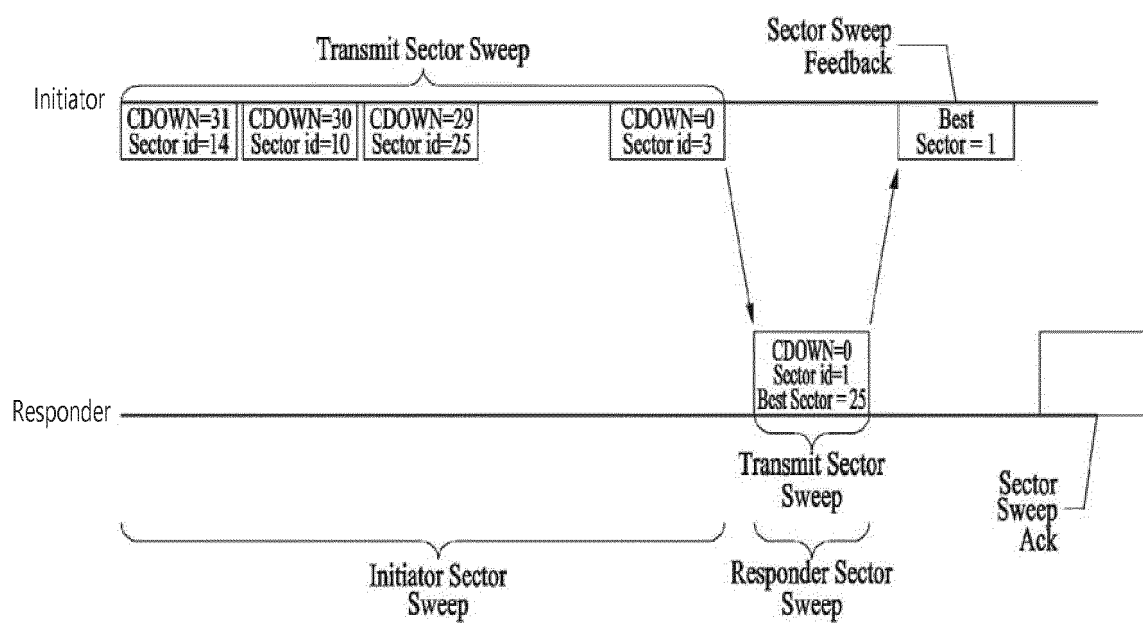 Transmit Sector Sweep
Sector Sweep
Feedback
Initiator
CDOWN=31
Sector id=14
CDOWN=30
Sector id=10
CDOWN=29
Sector id=25
CDOWN=0
Sector id=3
Best
Sector = 1
CDOWN=0
Sector id=1
Best Sector = 25
Responder
Transmit Sector
Sweep
Sector
Sweep
Ack
Initiator Sector
Sweep
Responder Sector
Sweep